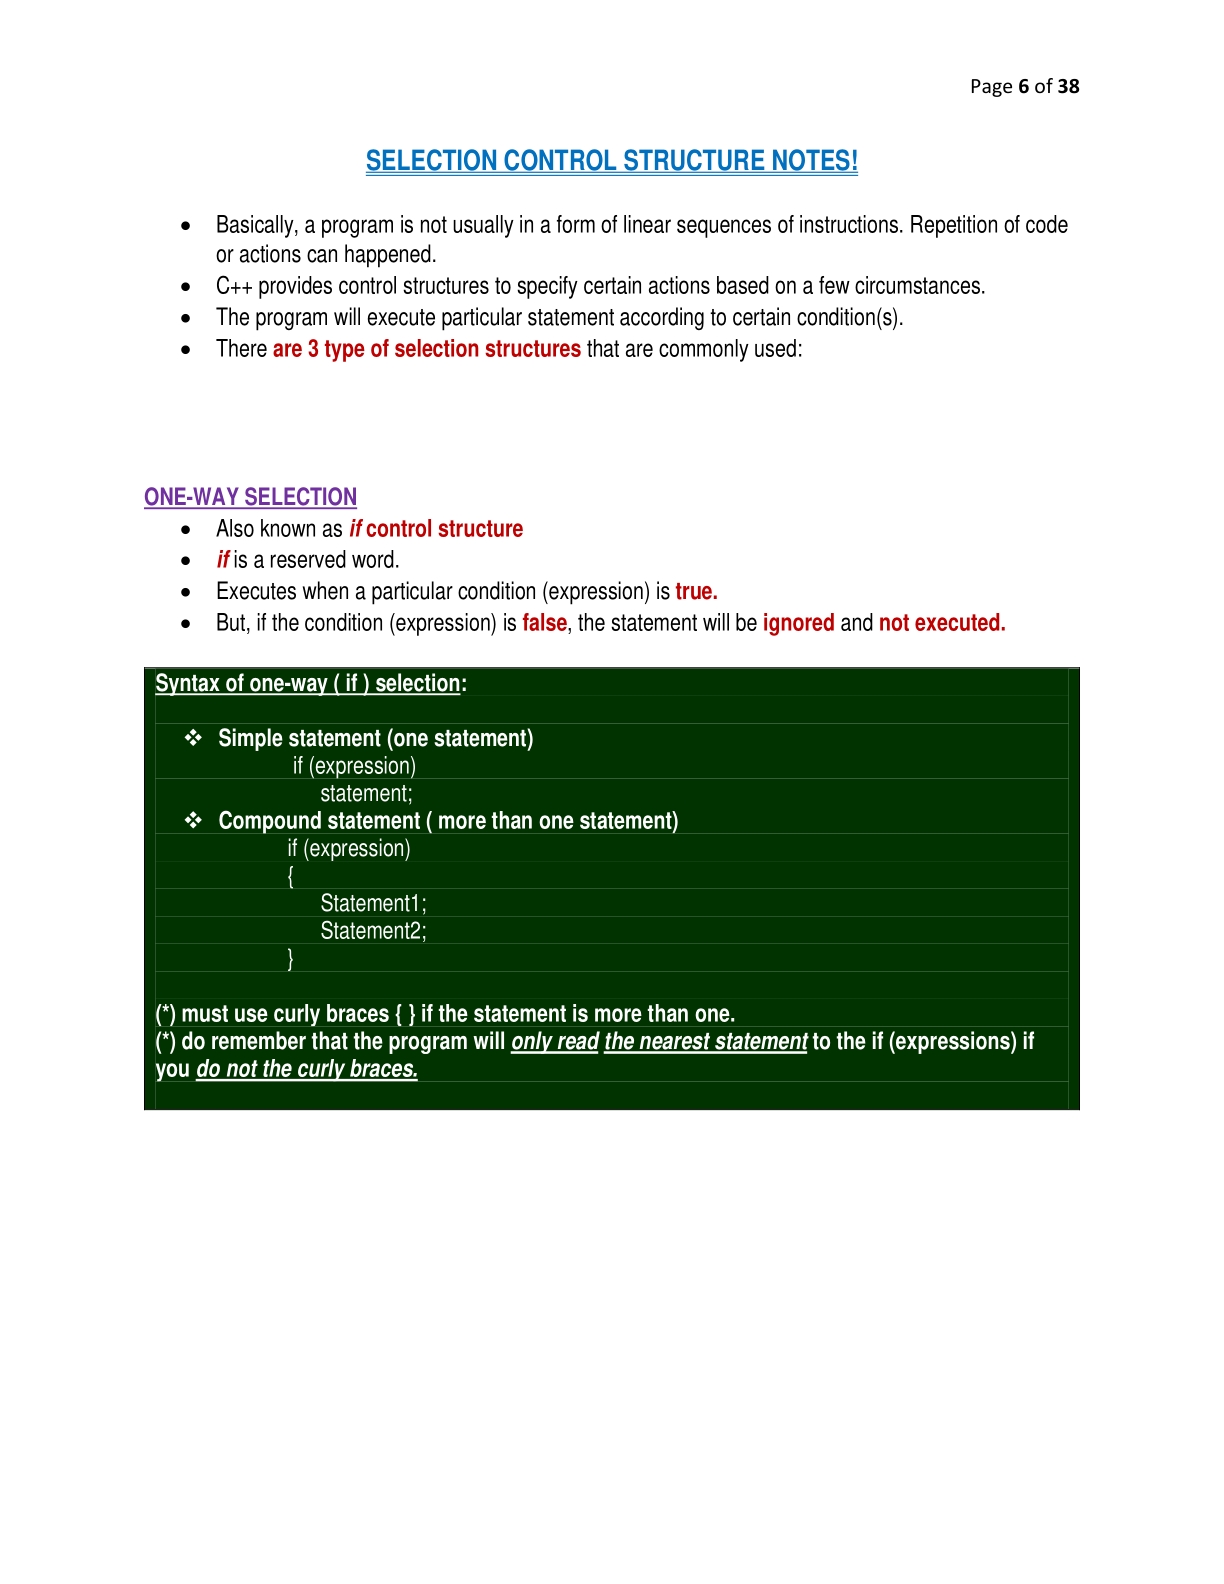 Page 6 of 38
SELECTION CONTROL STRUCTURE NOTES!
• Basically, a program is not usually in a form of linear sequences of instructions. Repetition of code
or actions can happened.
• C++ provides control structures to specify certain actions based on a few circumstances.
• The program will execute particular statement according to certain condition(s).
• There are 3 type of selection structures that are commonly used:
ONE-WAY SELECTION
• Also known as if control structure
• if is a reserved word.
• Executes when a particular condition (expression) is true.
• But, if the condition (expression) is false, the statement will be ignored and not executed.
Syntax of one-way ( if ) selection:
❖ Simple statement (one statement)
if (expression)
statement;
❖ Compound statement ( more than one statement)
if (expression)
{
Statement1;
Statement2;
}
(*) must use curly braces { } if the statement is more than one.
(*) do remember that the program will only read the nearest statement to the if (expressions) if
you do not the curly braces.